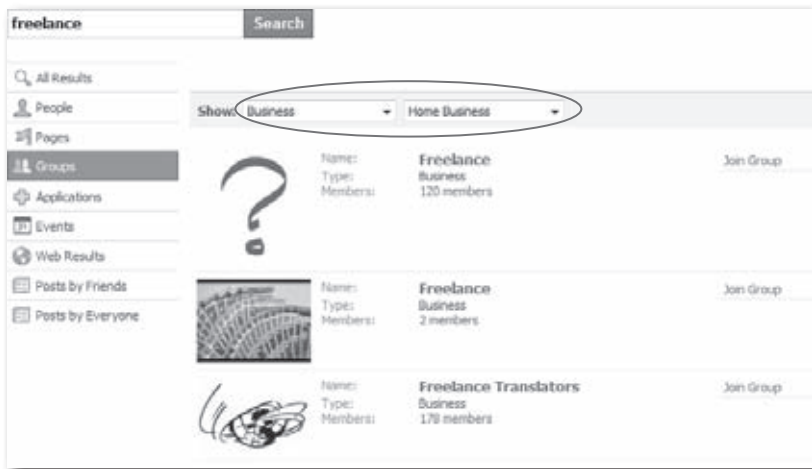 freelance Search
All Results
People
Pages
Groups
Applications
Events
Web Results
Posts by Friends
Posts by Everyone
Show: Business Home Business
Name: Freelance Join Group
Type: Business
Members: 120 members
Name: Freelance Join Group
Type: Business
Members: 2 members
Name: Freelance Translators Join Group
Type: Business
Members: 178 members